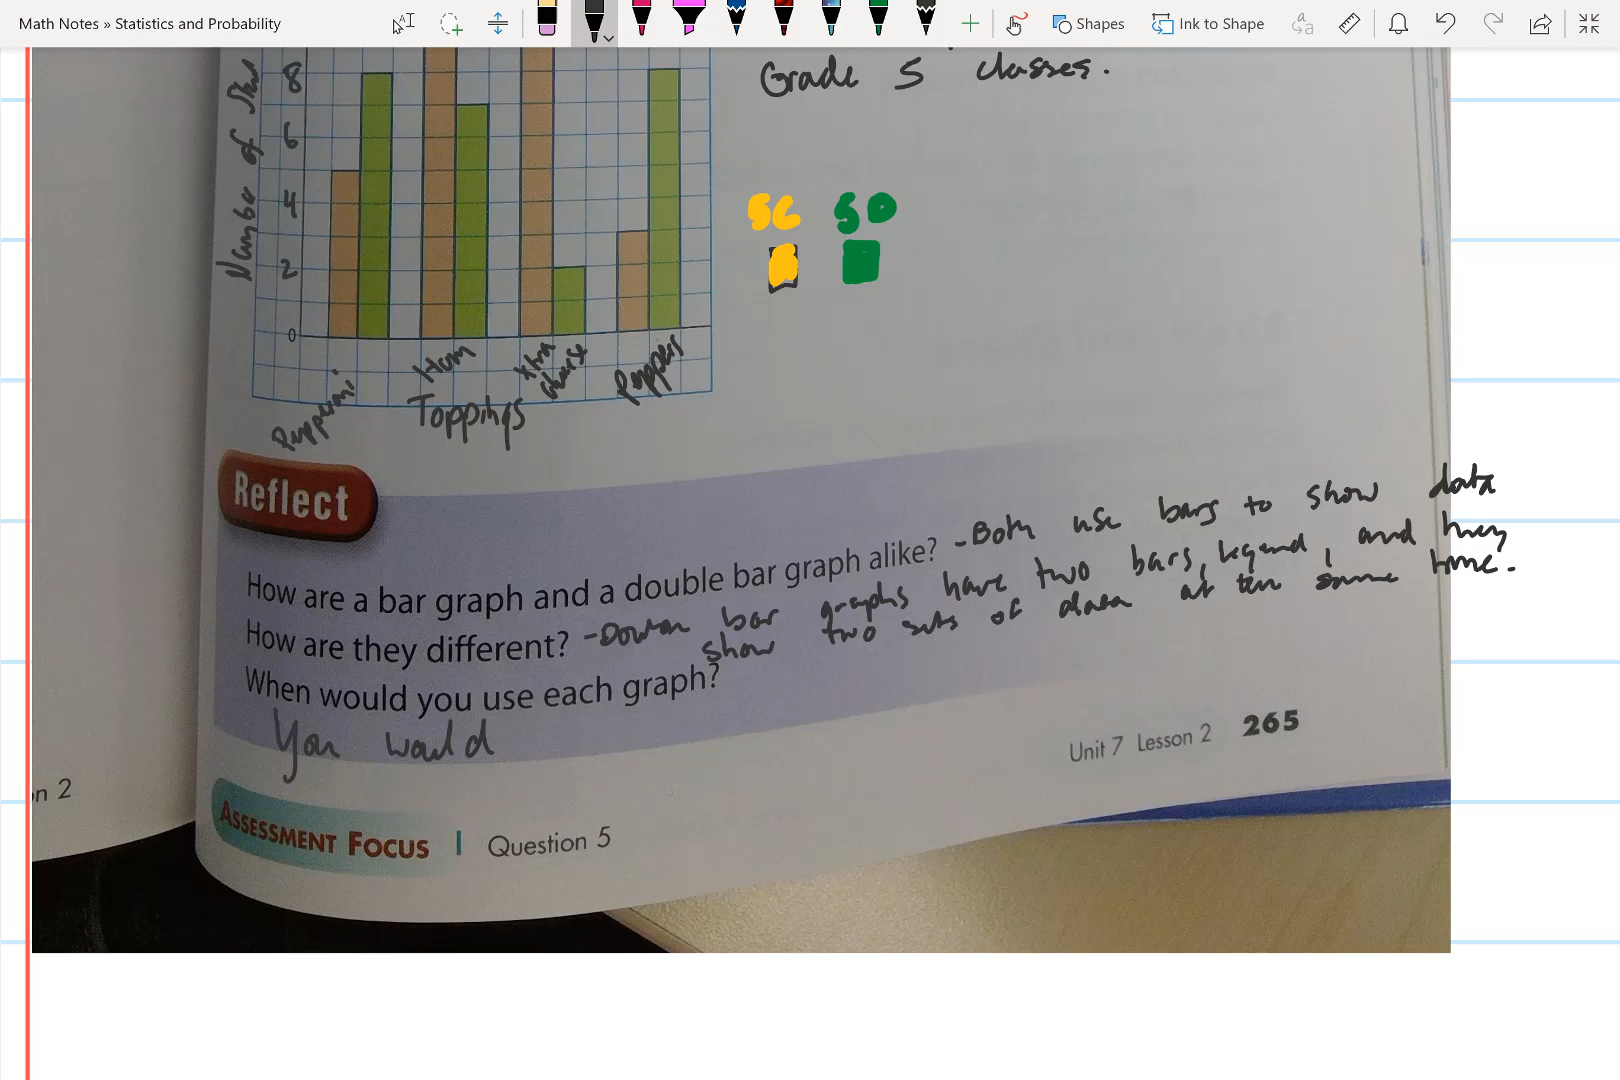 Math Notes » Statistics and Probability
Shapes
Ink to Shape
Grade 5 classes.
Number of
8
6
4
2
0
5C 5D
Pepperoni
Ham
Xtra
Cheese
Peppers
Toppings
Reflect
How are a bar graph and a double bar graph alike? -Both use bars to show data
How are they different? - bar graphs have two bars, legend, and they
show two sets of data at the same time.
When would you use each graph?
You would
Unit 7 Lesson 2 265
n 2
ASSESSMENT FOCUS | Question 5